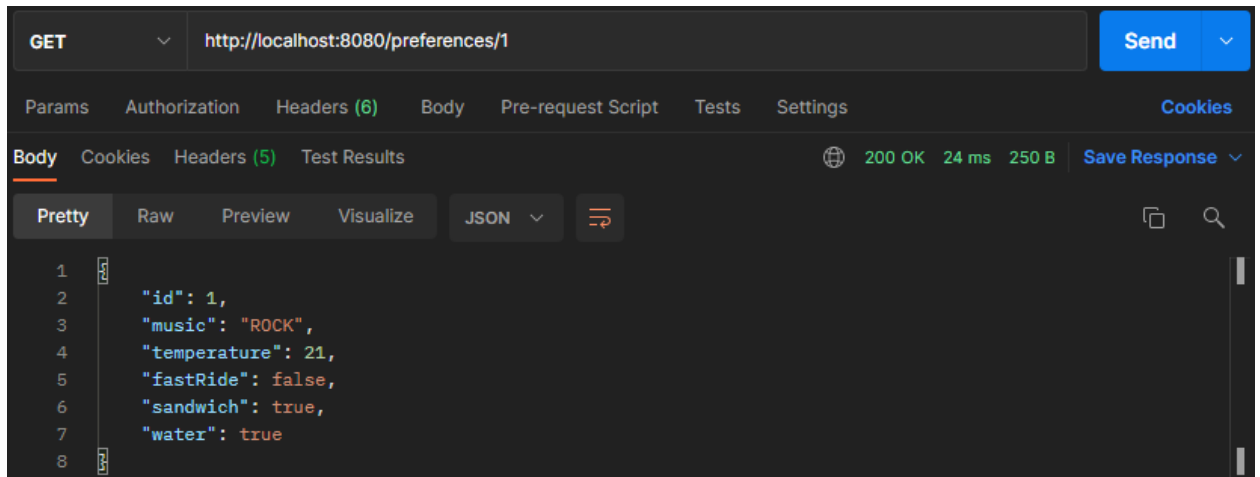 GET http://localhost:8080/preferences/1 Send
Params Authorization Headers (6) Body Pre-request Script Tests Settings Cookies
Body Cookies Headers (5) Test Results 200 OK 24 ms 250 B Save Response
Pretty Raw Preview Visualize JSON
1 {
2 "id": 1,
3 "music": "ROCK",
4 "temperature": 21,
5 "fastRide": false,
6 "sandwich": true,
7 "water": true
8 }